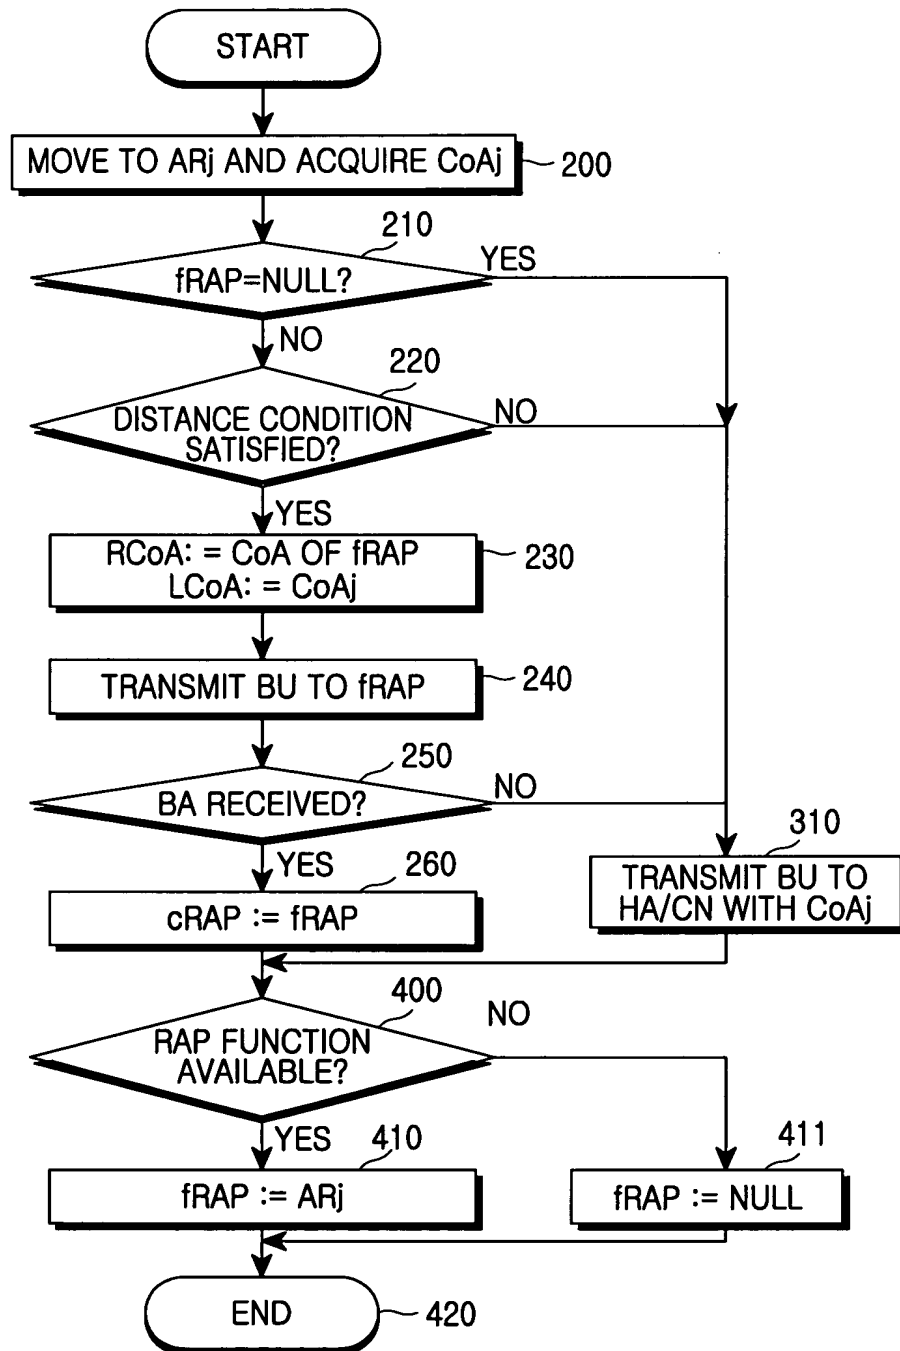 START
MOVE TO ARj AND ACQUIRE CoAj
200
210
fRAP=NULL?
YES
NO
220
DISTANCE CONDITION
SATISFIED?
NO
YES
RCoA: = CoA OF fRAP
LCoA: = CoAj
230
TRANSMIT BU TO fRAP
240
250
BA RECEIVED?
NO
YES
260
cRAP := fRAP
310
TRANSMIT BU TO
HA/CN WITH CoAj
400
RAP FUNCTION
AVAILABLE?
NO
YES
410
fRAP := ARj
411
fRAP := NULL
END
420